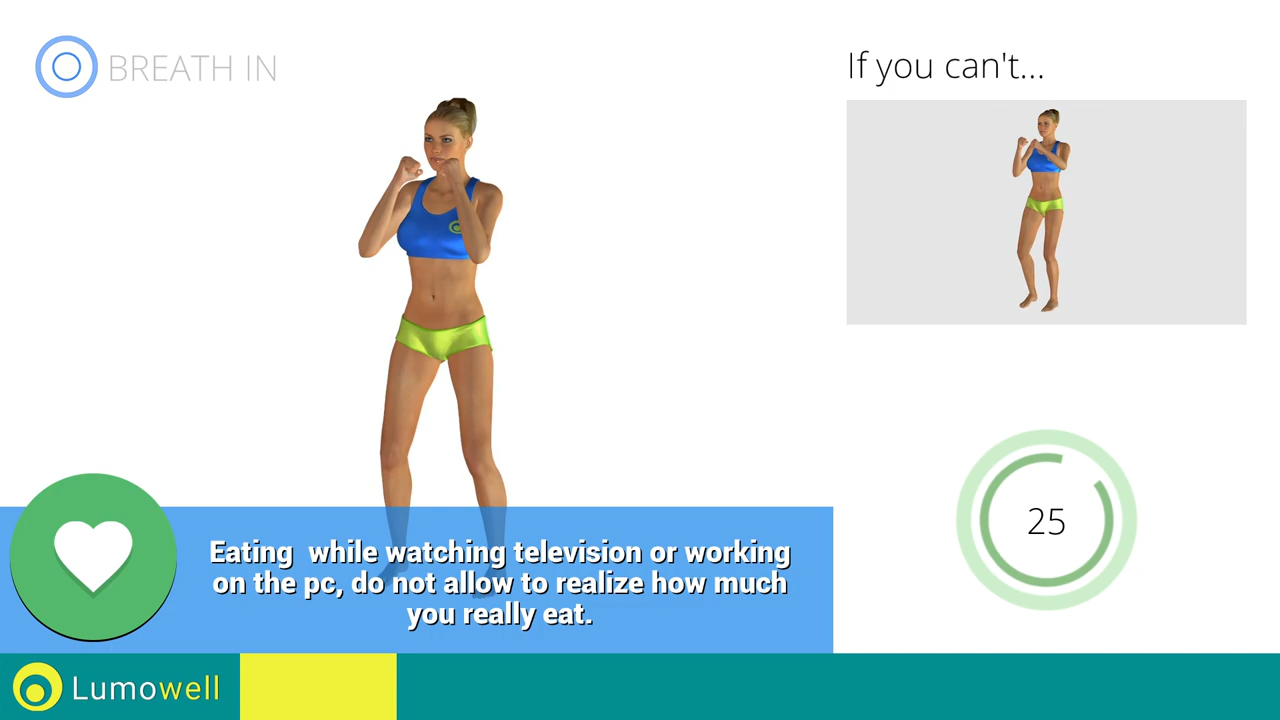 BREATH IN
If you can't...
25
Eating  while watching television or working
on the pc, do not allow to realize how much
you really eat.
Lumowell